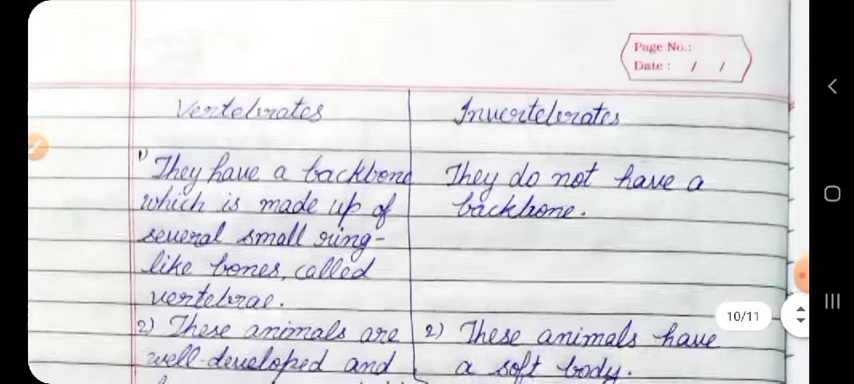 Page No.:
Date : / /
Vertebrates Invertebrates
1) They have a backbone They do not have a
which is made up of backbone.
several small ring-
like bones, called
vertebrae.
10/11
2) These animals are 2) These animals have
well-developed and a soft body.